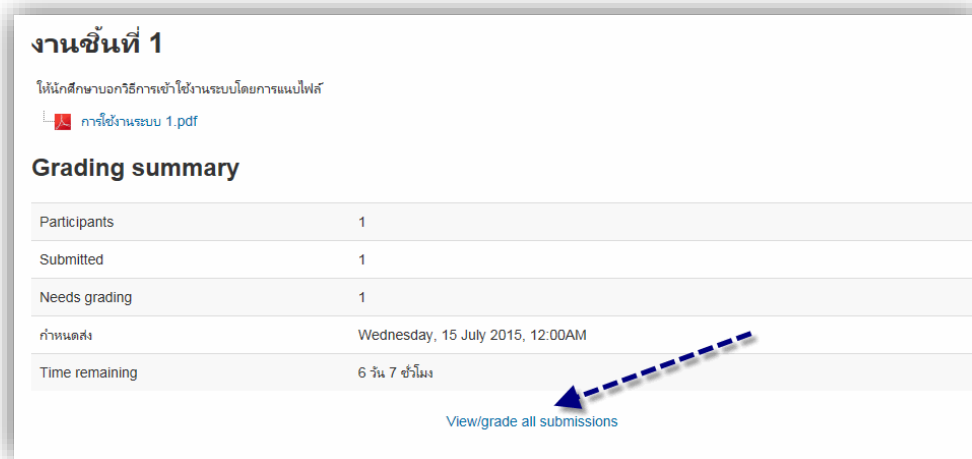 งานชิ้นที่ 1
ให้นักศึกษาบอกวิธีการเข้าใช้งานระบบโดยการแนบไฟล์
การใช้งานระบบ 1.pdf
Grading summary
Participants 1
Submitted 1
Needs grading 1
กำหนดส่ง Wednesday, 15 July 2015, 12:00AM
Time remaining 6 วัน 7 ชั่วโมง
View/grade all submissions